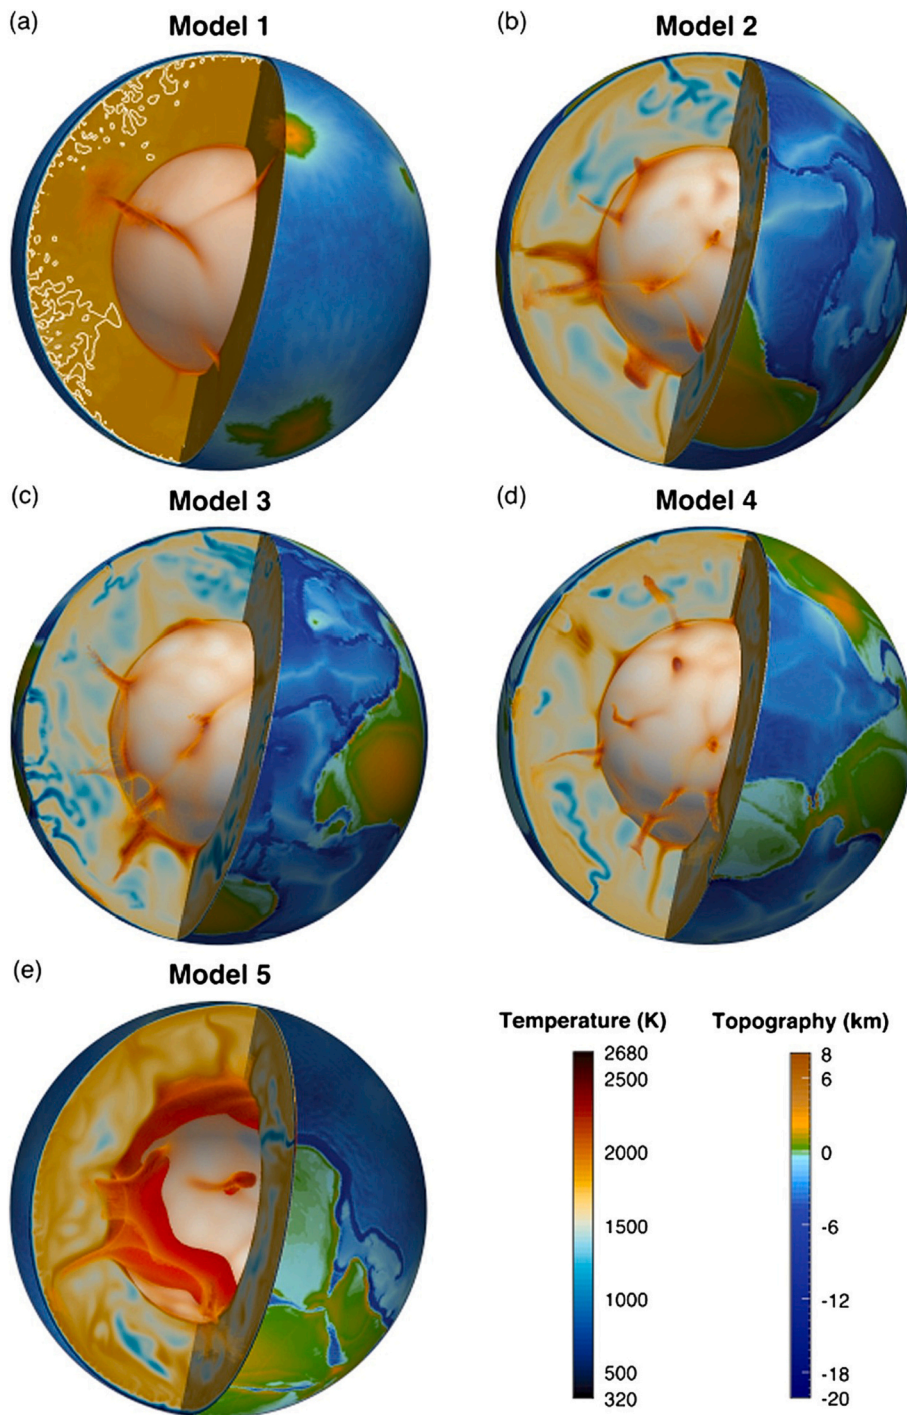 (a)
Model 1
(b)
Model 2
(c)
Model 3
(d)
Model 4
(e)
Model 5
Temperature (K)
2680
2500
2000
1500
1000
500
320
Topography (km)
8
6
0
-6
-12
-18
-20